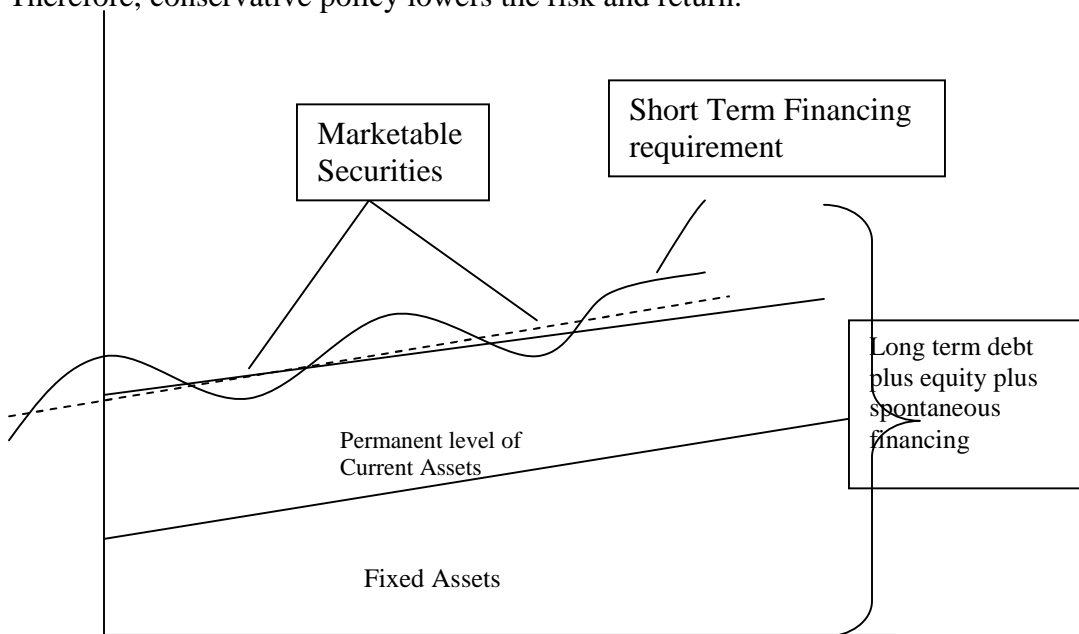 Therefore, conservative policy lowers the risk and return.
Marketable
Securities
Short Term Financing
requirement
Long term debt
plus equity plus
spontaneous
financing
Permanent level of
Current Assets
Fixed Assets